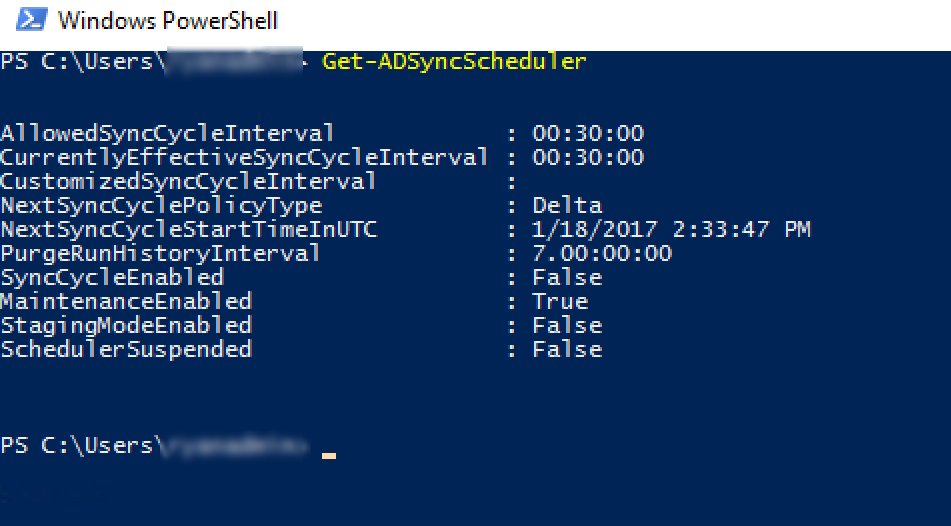 Windows PowerShell
PS C:\Users\ Get-ADSyncScheduler
AllowedSyncCycleInterval : 00:30:00
CurrentlyEffectiveSyncCycleInterval : 00:30:00
CustomizedSyncCycleInterval :
NextSyncCyclePolicyType : Delta
NextSyncCycleStartTimeInUTC : 1/18/2017 2:33:47 PM
PurgeRunHistoryInterval : 7.00:00:00
SyncCycleEnabled : False
MaintenanceEnabled : True
StagingModeEnabled : False
SchedulerSuspended : False
PS C:\Users\